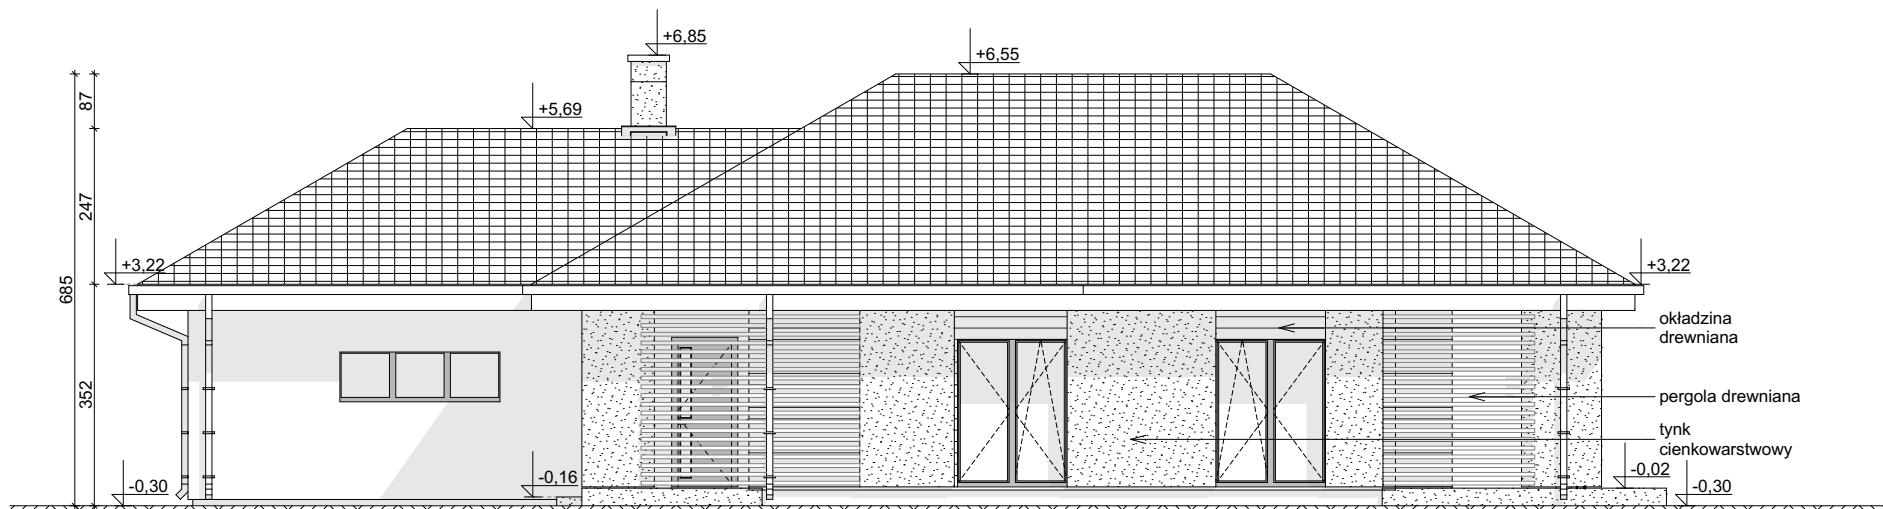 +6,85
+6,55
+5,69
87
247
685
352
+3,22
+3,22
okładzina
drewniana
pergola drewniana
tynk
cienkowarstwowy
-0,30
-0,16
-0,02
-0,30